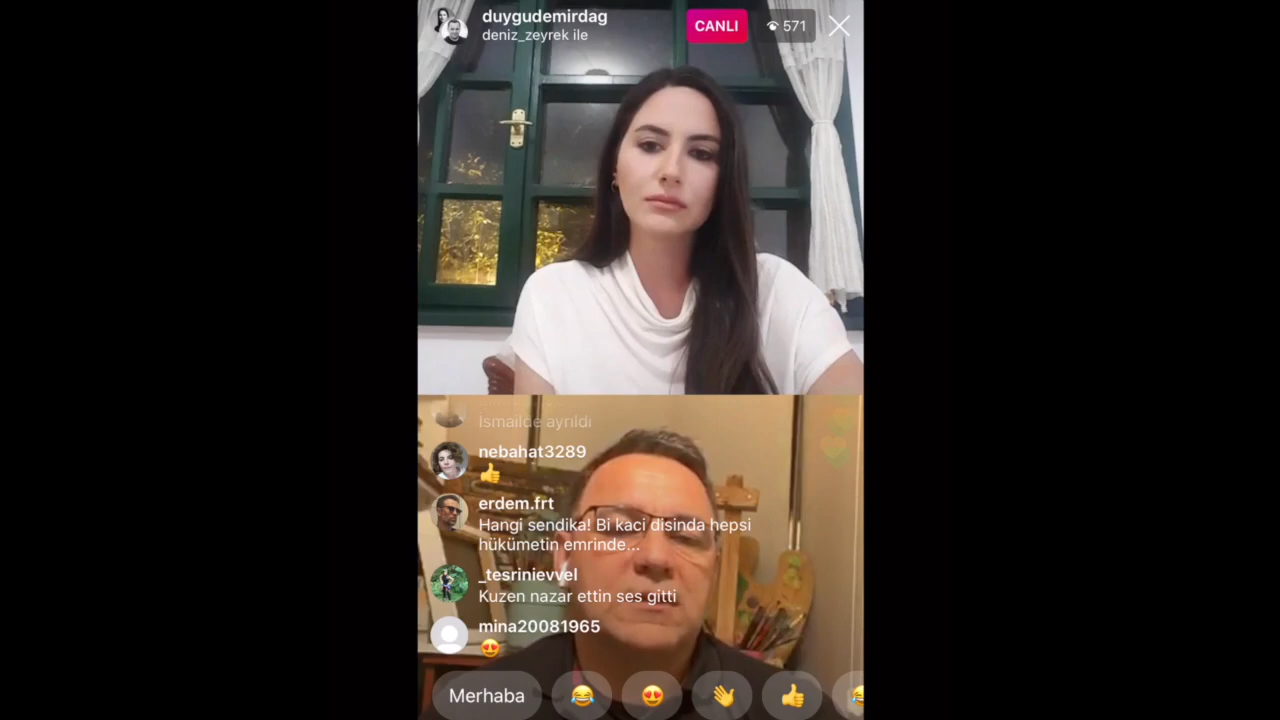 duygudemirdag
deniz_zeyrek ile
CANLI
571
ismailde ayrıldı
nebahat3289
erdem.frt
Hangi sendika! Bi kaci disinda hepsi
hükümetin emrinde...
_tesrinievvel
Kuzen nazar ettin ses gitti
mina20081965
Merhaba